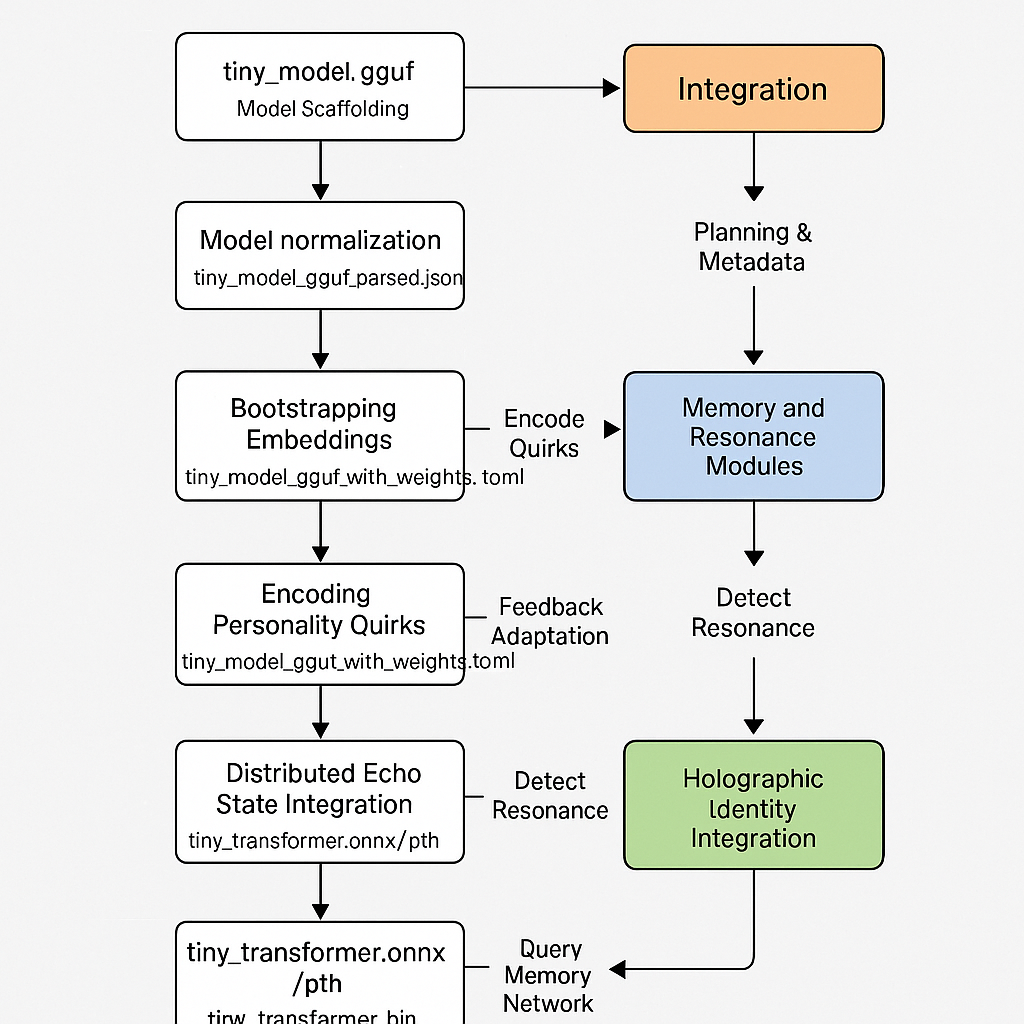 tiny_model. gguf
Model Scaffolding
Integration
Model normalization
tiny_model_gguf_parsed.json
Planning &
Metadata
Bootstrapping
Embeddings
tiny_model_gguf_with_weights. toml
Encode
Quirks
Memory and
Resonance
Modules
Encoding
Personality Quirks
tiny_model_ggut_with_weights.toml
Feedback
Adaptation
Detect
Resonance
Distributed Echo
State Integration
tiny_transformer.onnx/pth
Detect
Resonance
Holographic
Identity
Integration
tiny_transformer.onnx
/pth
tirw_transfarmer_bin
Query
Memory
Network